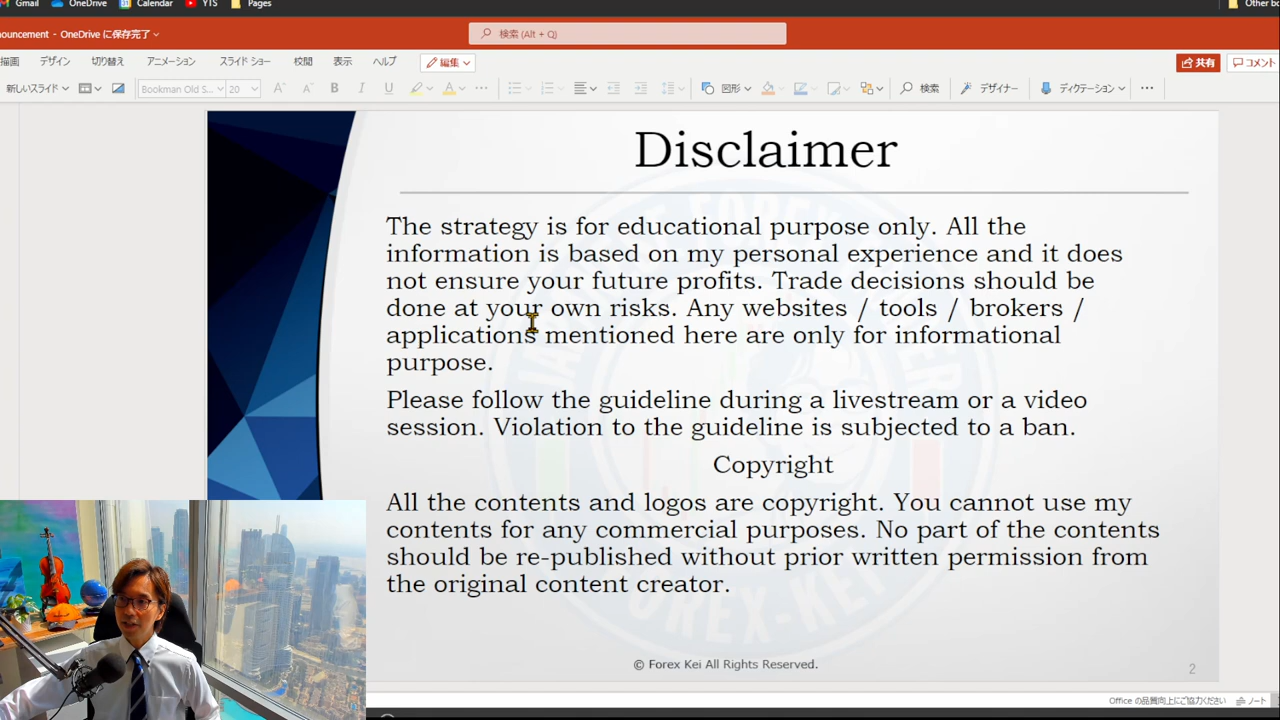 Gmail
OneDrive
Calendar
YTS
Pages
ouncement - OneDrive に保存完了
検索 (Alt + Q)
描画 デザイン 切り替え アニメーション スライド ショー 校閲 表示 ヘルプ 編集 共有 コメント
新しいスライド Bookman Old S... 20 B I U A 図形 検索 デザイナー ディクテーション
Disclaimer
The strategy is for educational purpose only. All the
information is based on my personal experience and it does
not ensure your future profits. Trade decisions should be
done at your own risks. Any websites / tools / brokers /
applications mentioned here are only for informational
purpose.
Please follow the guideline during a livestream or a video
session. Violation to the guideline is subjected to a ban.
Copyright
All the contents and logos are copyright. You cannot use my
contents for any commercial purposes. No part of the contents
should be re-published without prior written permission from
the original content creator.
© Forex Kei All Rights Reserved.
2
Office の品質向上にご協力ください ノート